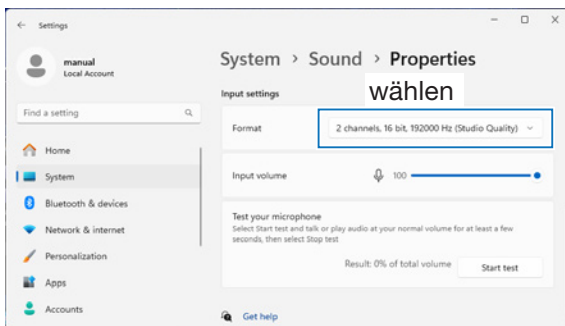 Settings
manual
Local Account
Find a setting
Home
System
Bluetooth & devices
Network & internet
Personalization
Apps
Accounts
System > Sound > Properties
wählen
Input settings
Format
2 channels, 16 bit, 192000 Hz (Studio Quality)
Input volume
100
Test your microphone
Select Start test and talk or play audio at your normal volume for at least a few
seconds, then select Stop test
Result: 0% of total volume
Start test
Get help